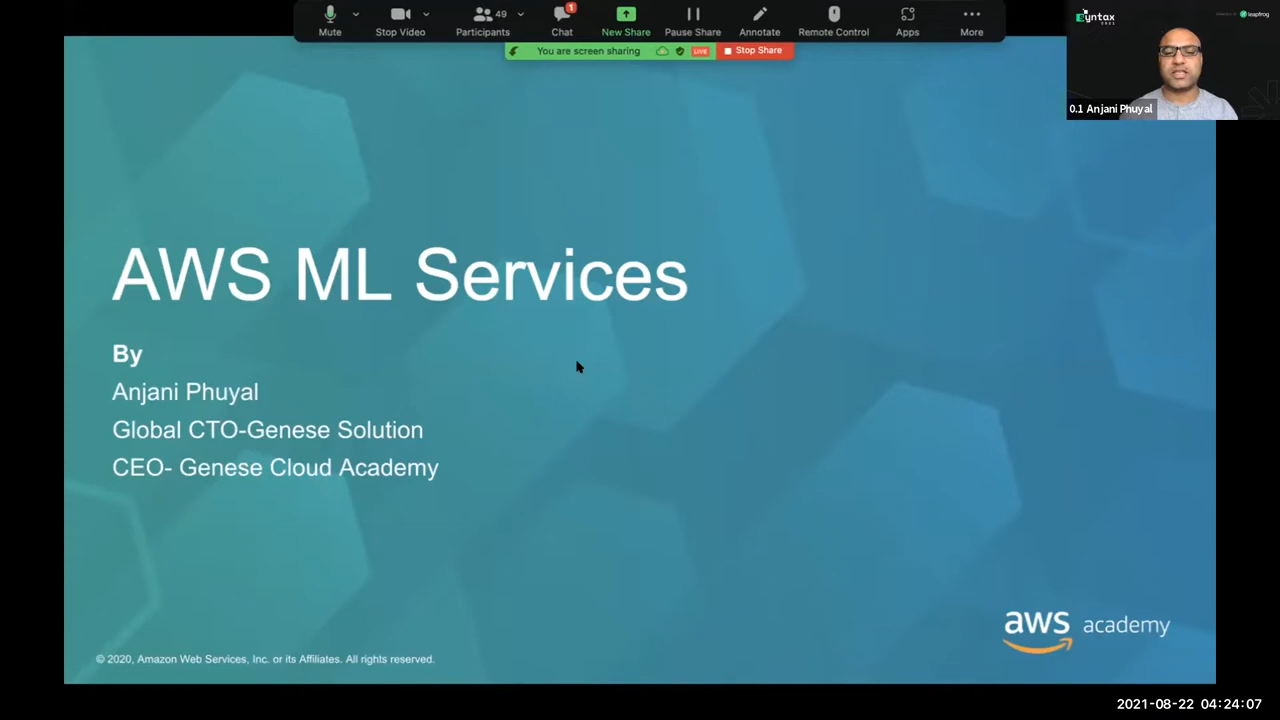 Mute
Stop Video
49
Participants
1
Chat
New Share
Pause Share
Annotate
Remote Control
Apps
More
You are screen sharing
LIVE
Stop Share
Syntax
leapfrog
0.1 Anjani Phuyal
AWS ML Services
By
Anjani Phuyal
Global CTO-Genese Solution
CEO- Genese Cloud Academy
aws academy
© 2020, Amazon Web Services, Inc. or its Affiliates. All rights reserved.
2021-08-22 04:24:07